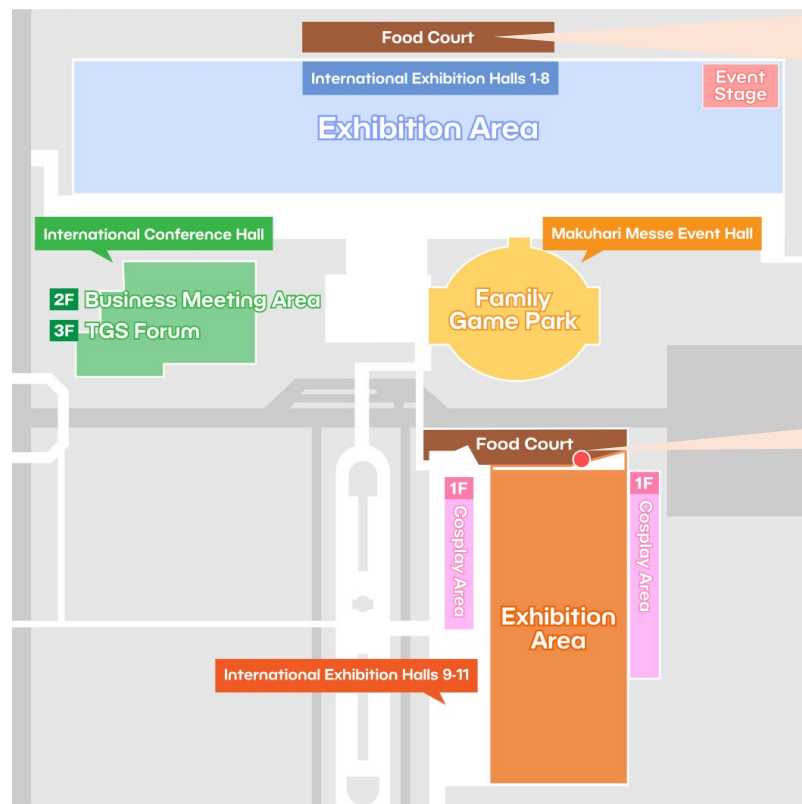 Food Court
International Exhibition Halls 1-8
Event
Stage
Exhibition Area
International Conference Hall
Makuhari Messe Event Hall
2F Business Meeting Area
3F TGS Forum
Family
Game Park
Food Court
1F
Cosplay Area
1F
Cosplay Area
Exhibition
Area
International Exhibition Halls 9-11